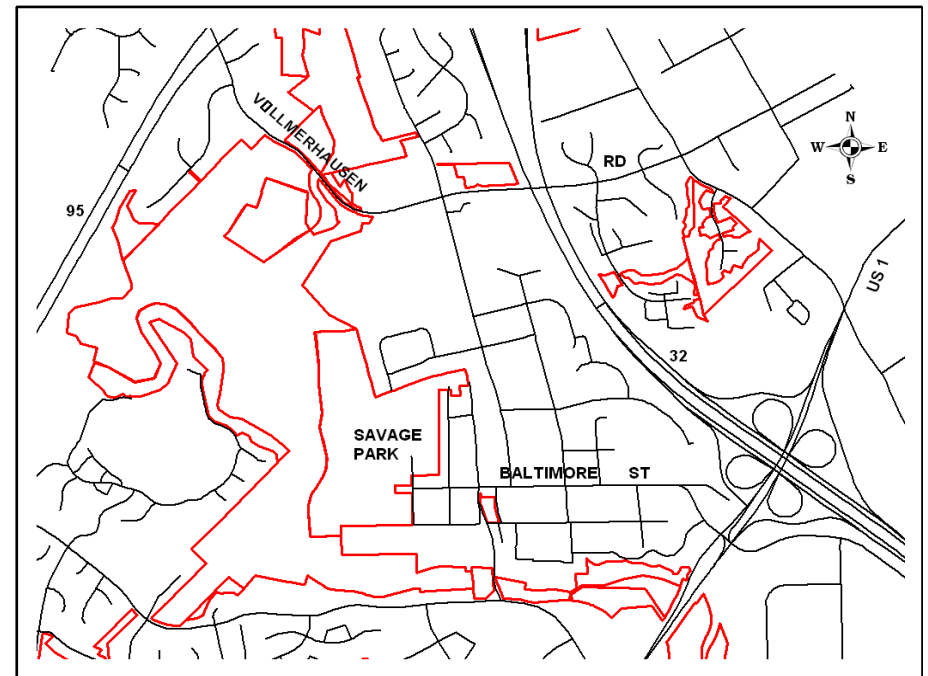 VOLLMERHAUSEN
RD
N
W E
S
95
US 1
32
SAVAGE
PARK
BALTIMORE ST